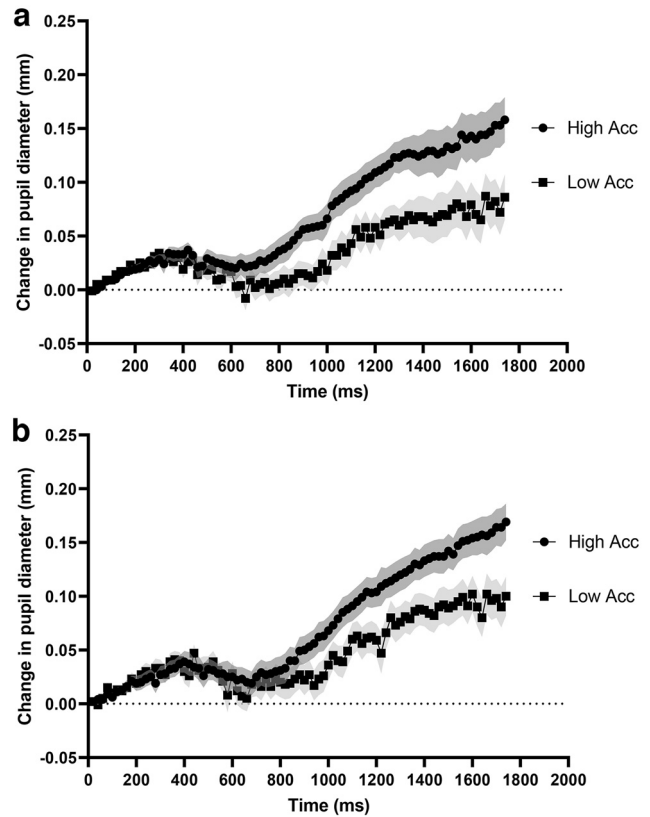 a
0.25
0.20
0.15
0.10
0.05
0.00
-0.05
Change in pupil diameter (mm)
High Acc
Low Acc
0 200 400 600 800 1000 1200 1400 1600 1800 2000
Time (ms)
b
0.25
0.20
0.15
0.10
0.05
0.00
-0.05
Change in pupil diameter (mm)
High Acc
Low Acc
0 200 400 600 800 1000 1200 1400 1600 1800 2000
Time (ms)